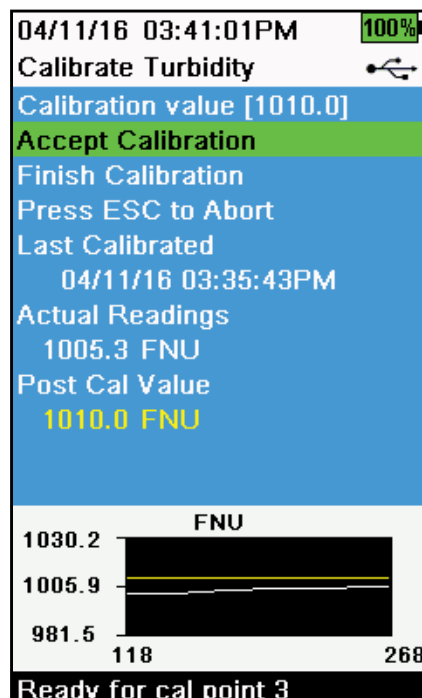 04/11/16 03:41:01PM 100%
Calibrate Turbidity
Calibration value [1010.0]
Accept Calibration
Finish Calibration
Press ESC to Abort
Last Calibrated
04/11/16 03:35:43PM
Actual Readings
1005.3 FNU
Post Cal Value
1010.0 FNU
FNU
1030.2
1005.9
981.5
118 268
Ready for cal point 3